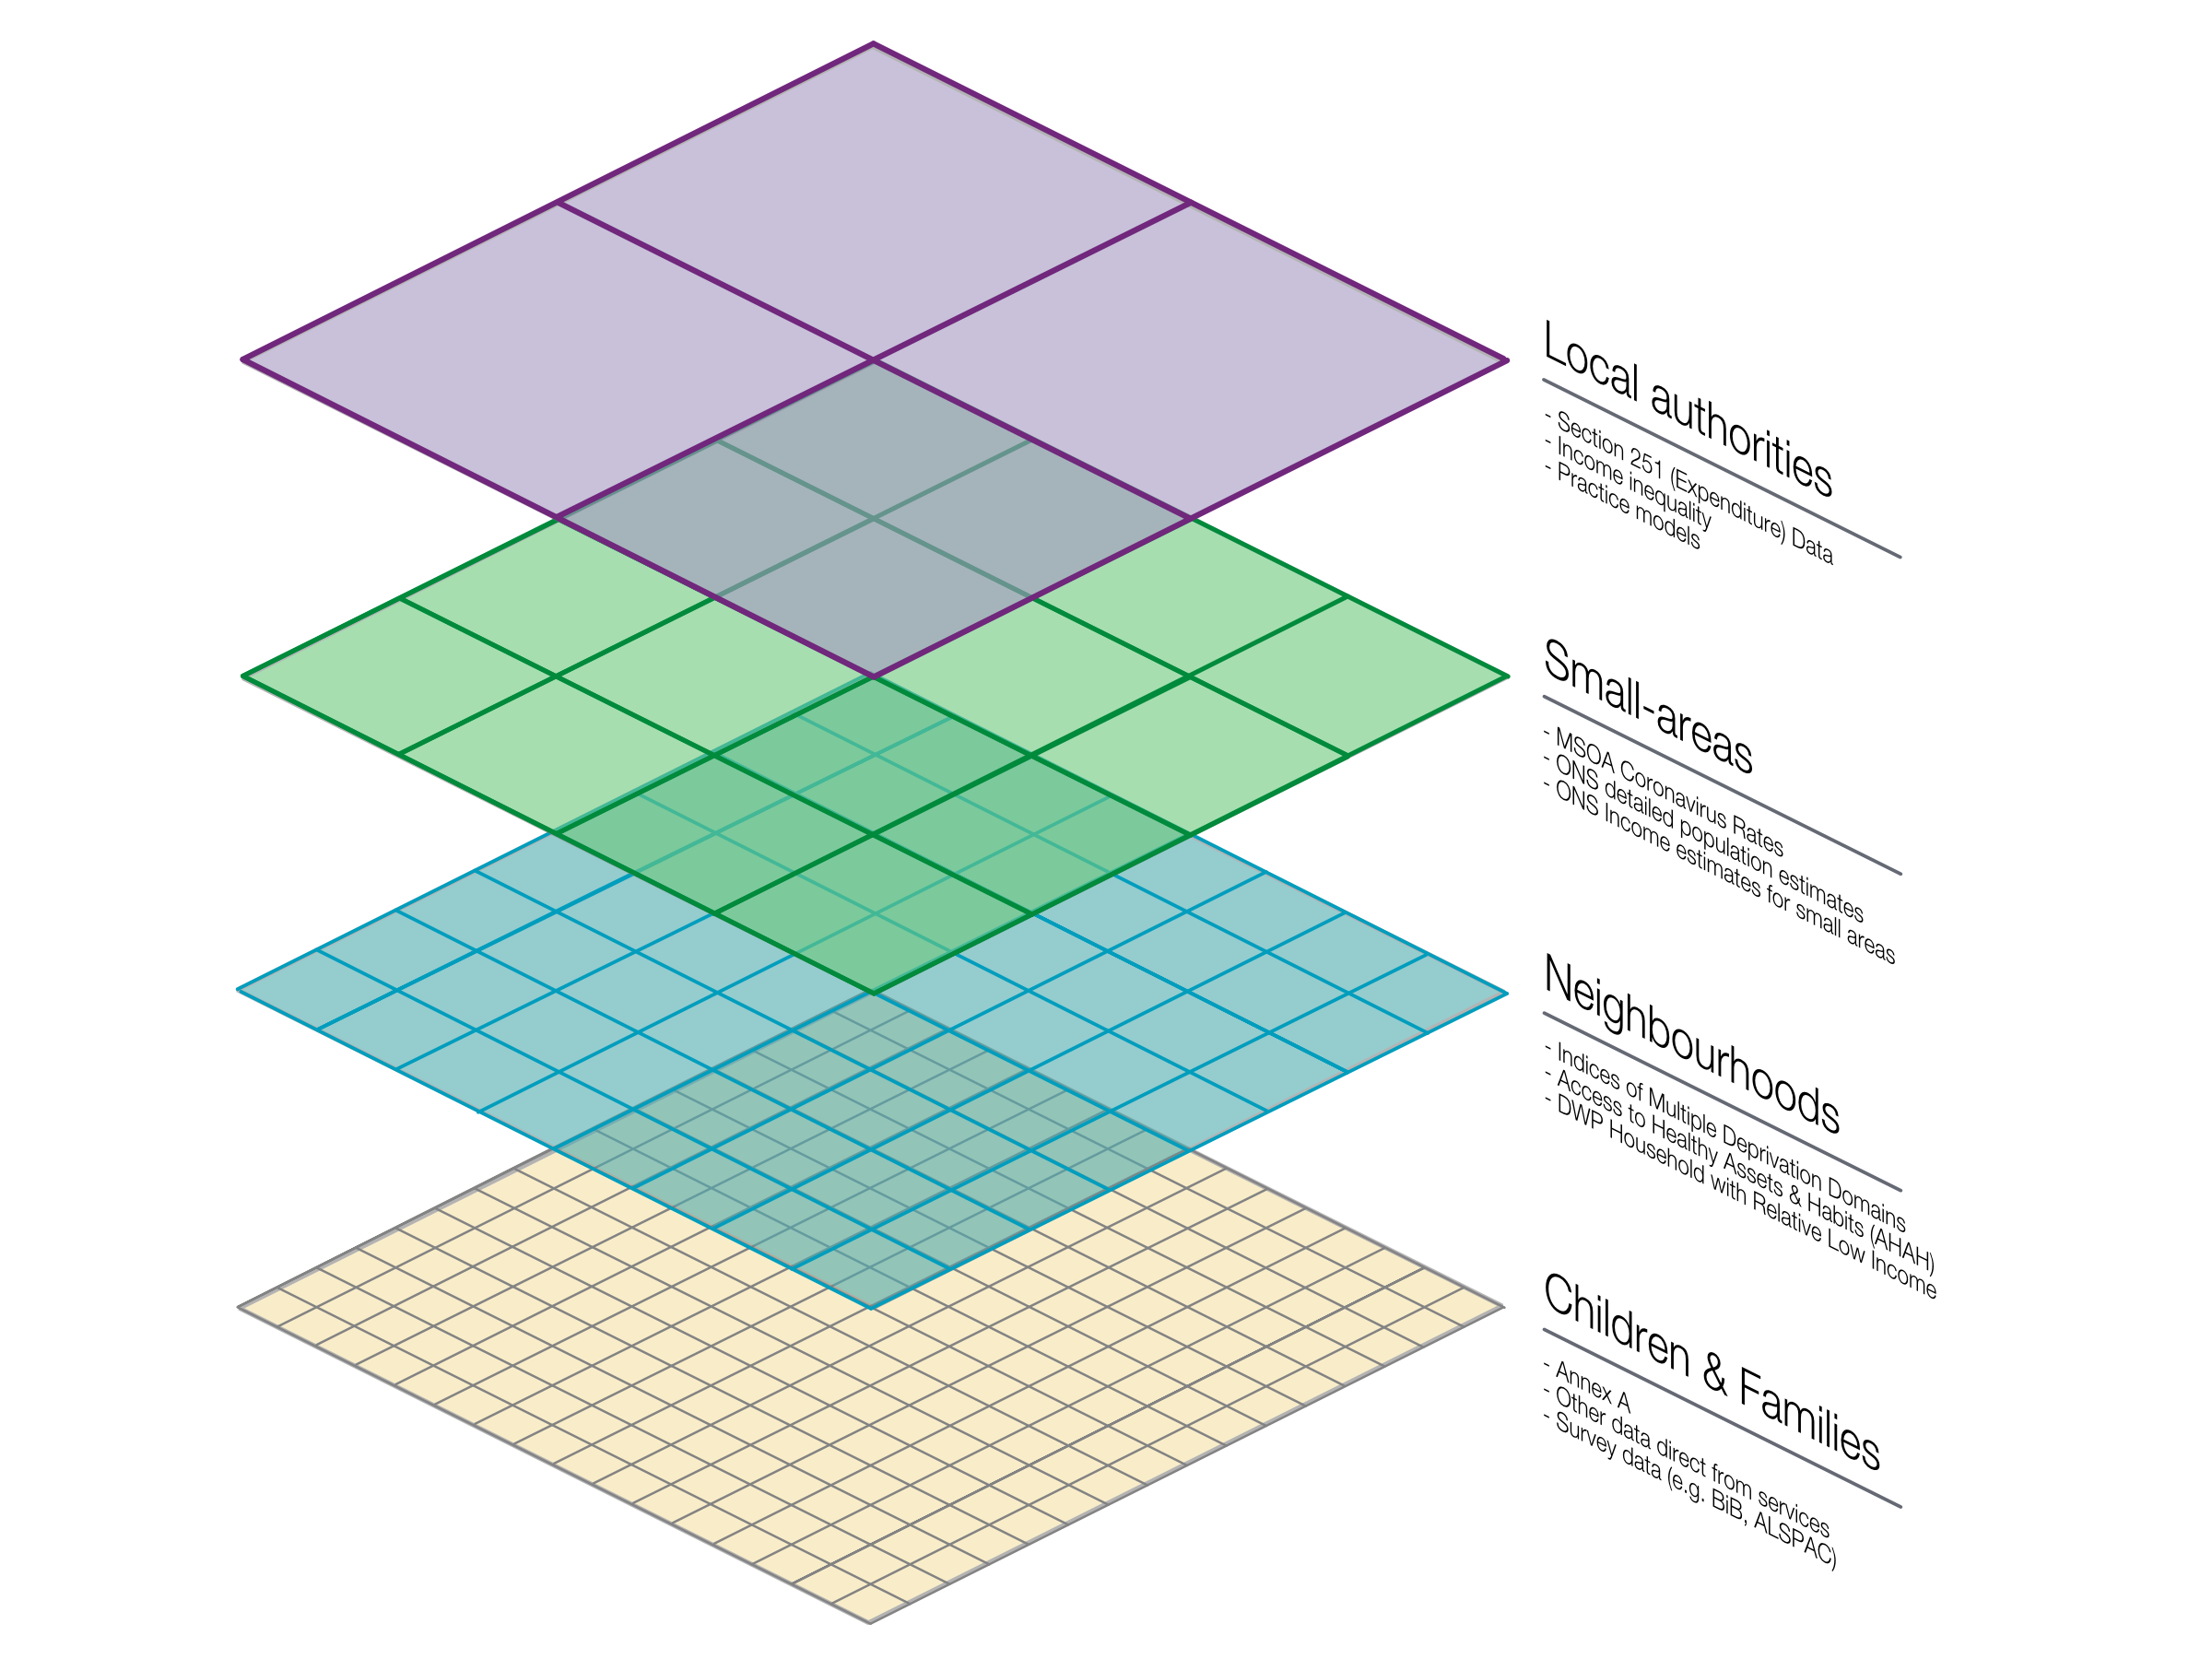 Local authorities
- Section 251 (Expenditure) Data
- Income inequality
- Practice models
Small-areas
- MSOA Coronavirus Rates
- ONS detailed population estimates
- ONS Income estimates for small areas
Neighbourhoods
- Indices of Multiple Deprivation Domains
- Access to Healthy Assets & Habits (AHAH)
- DWP Household with Relative Low Income
Children & Families
- Annex A
- Other data direct from services
- Survey data (e.g. BiB, ALSPAC)